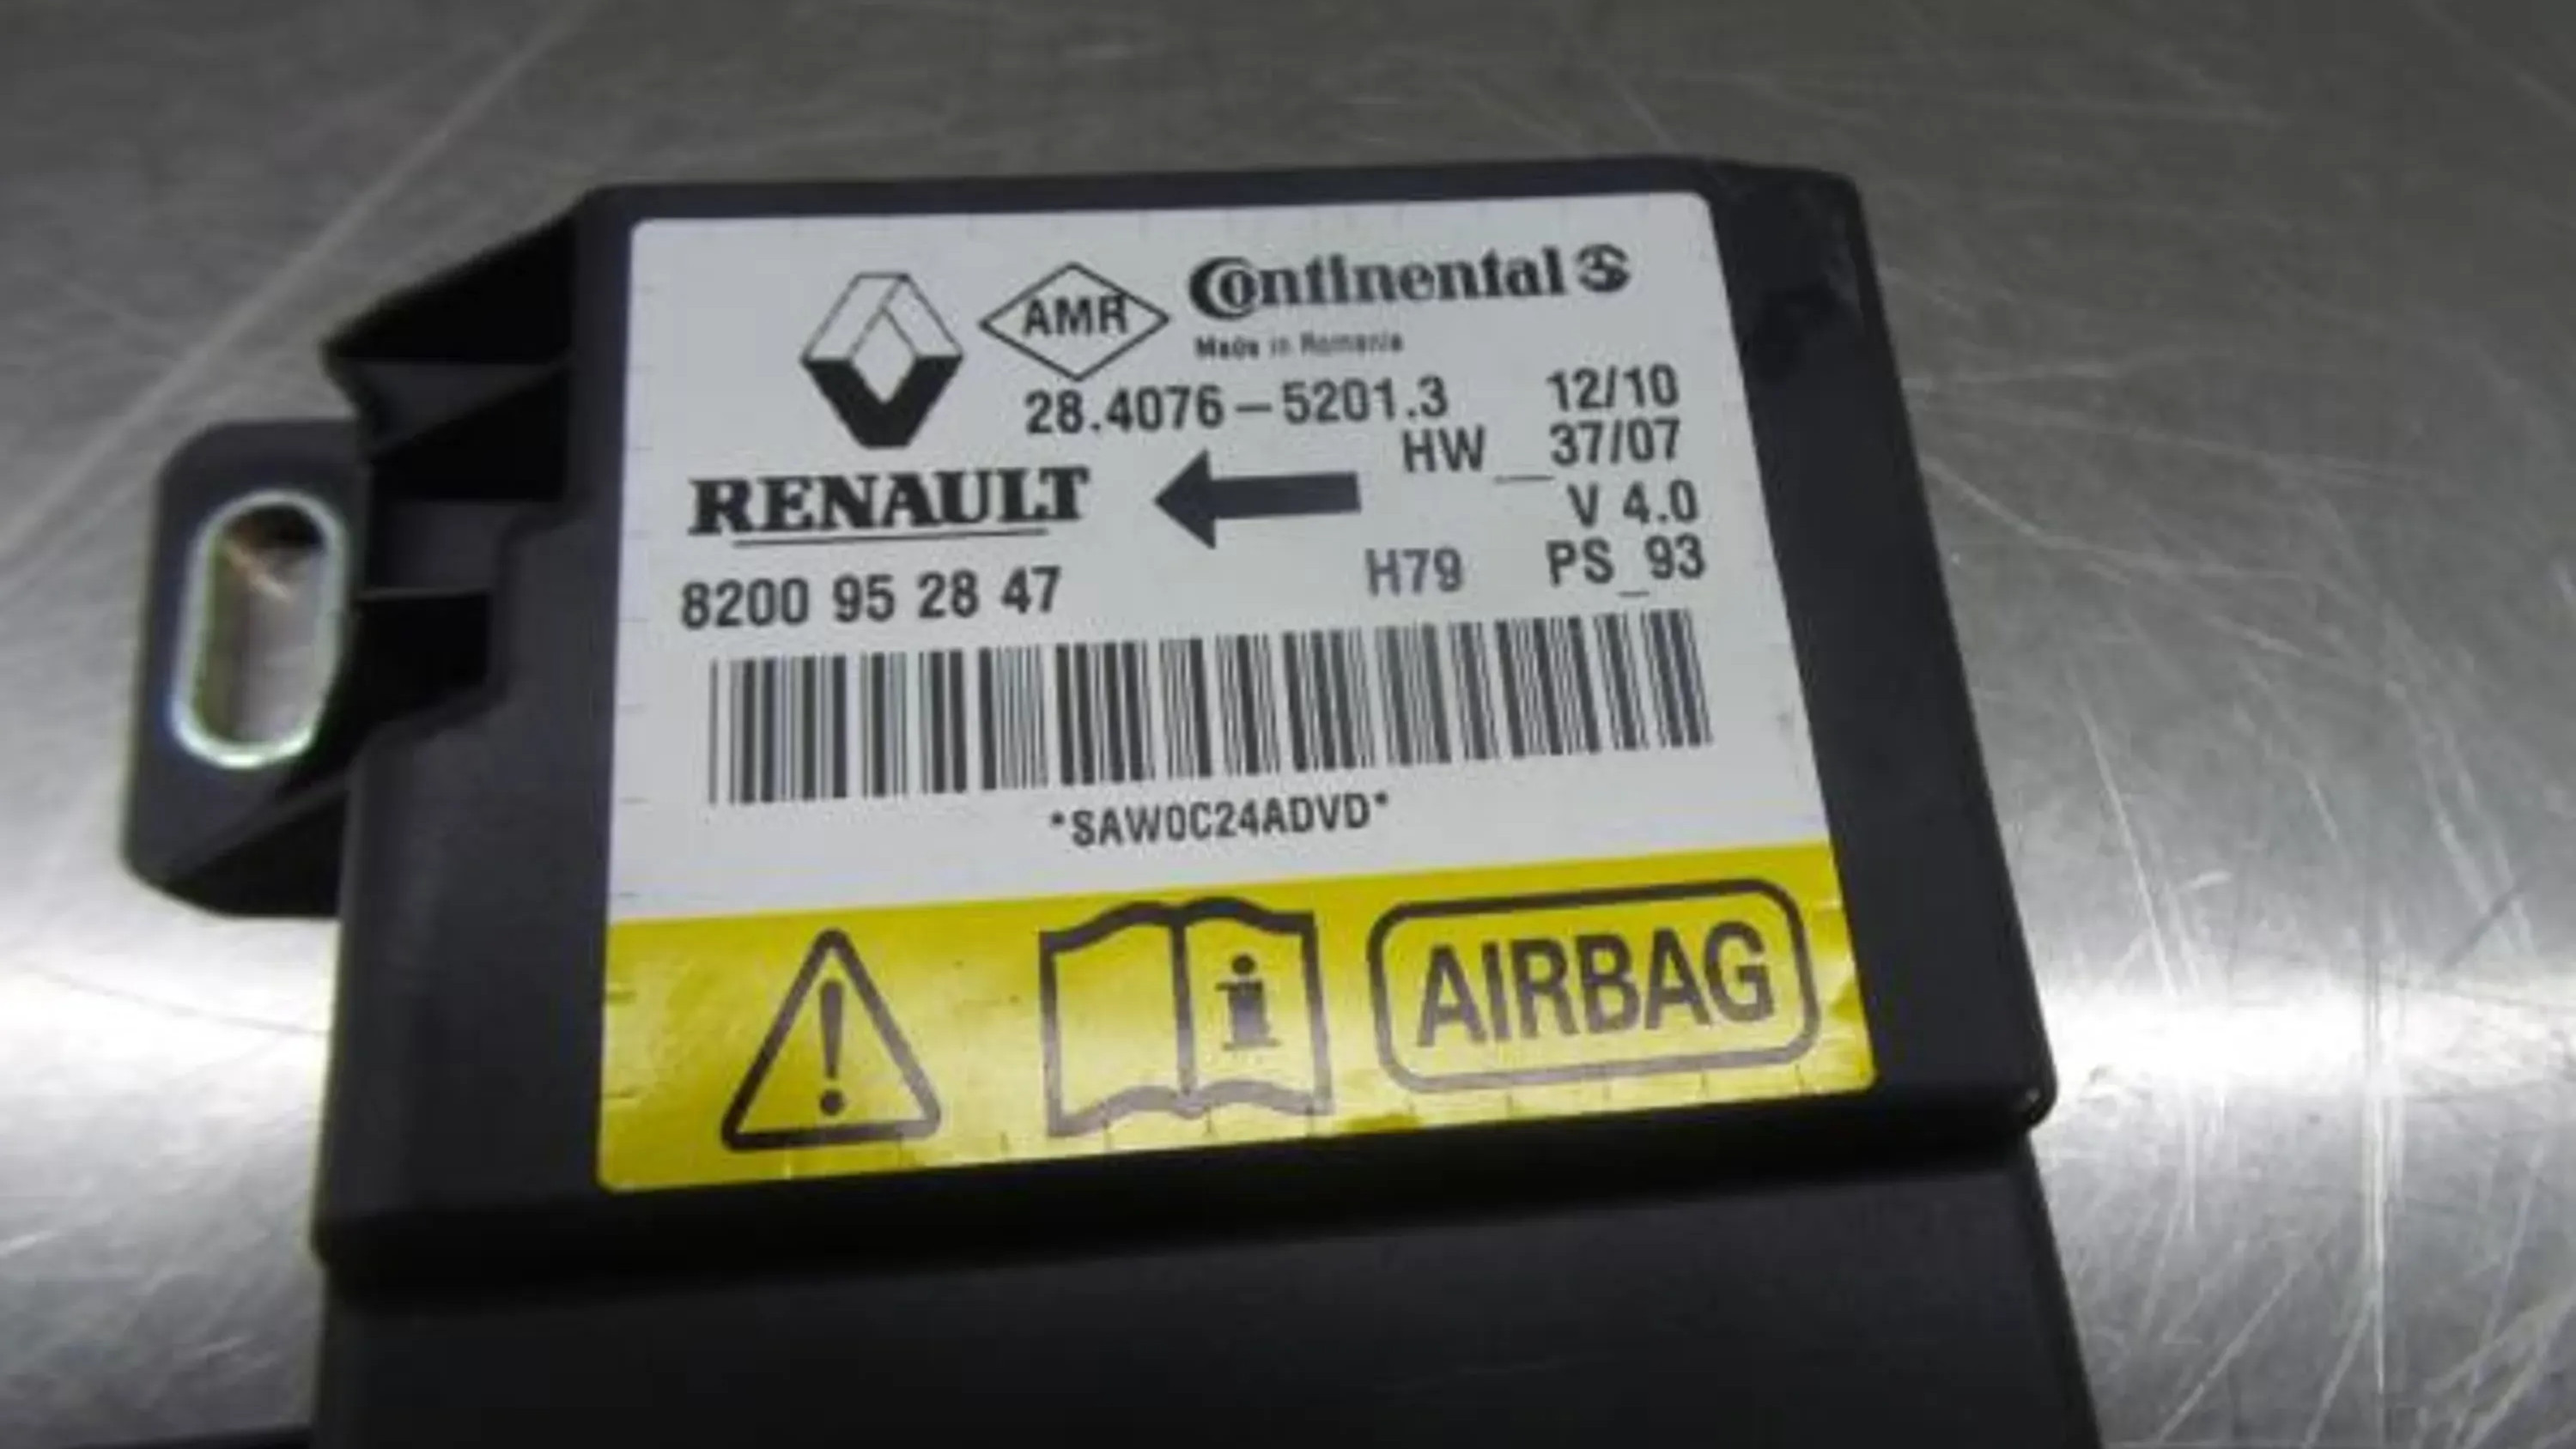 AMR Continental
Made in Romania
28.4076-5201.3 12/10
HW_37/07
RENAULT
V 4.0
8200 95 28 47 H79 PS_93
*SAW0C24ADVD*
AIRBAG